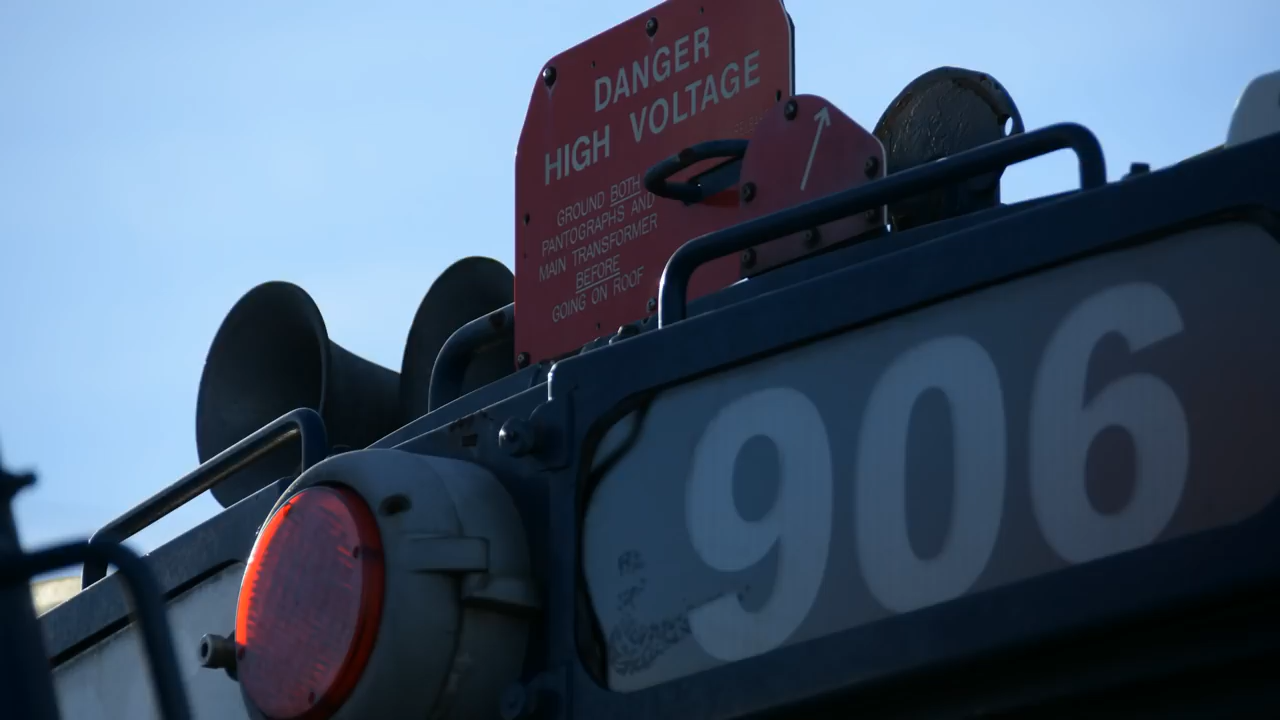 DANGER
HIGH VOLTAGE
GROUND BOTH
PANTOGRAPHS AND
MAIN TRANSFORMER
BEFORE
GOING ON ROOF
906